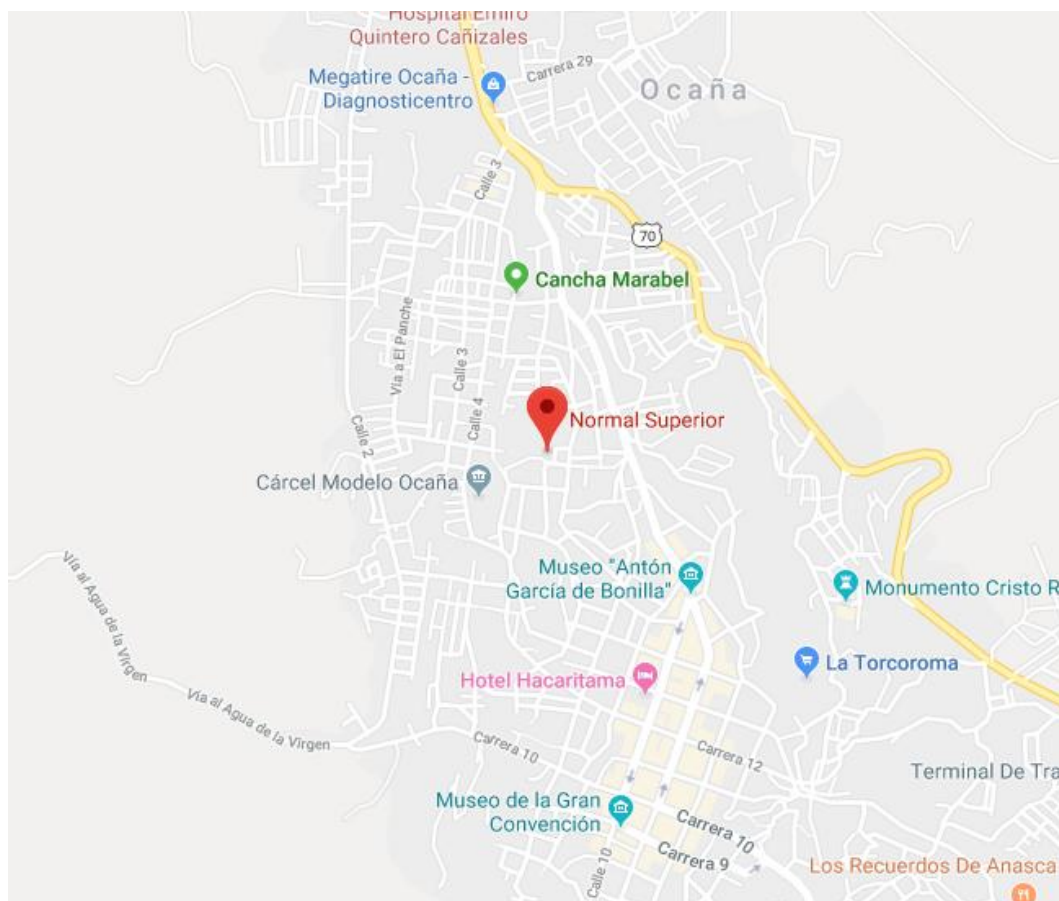 Hospital Emiro
Quintero Cañizales
Megatire Ocaña -
Diagnosticentro
Carrera 29
Ocaña
Calle 3
70
Cancha Marabel
Vía a El Panche
Calle 3
Calle 4
Normal Superior
Calle 2
Cárcel Modelo Ocaña
Vía al Agua de la Virgen
Museo "Antón
García de Bonilla"
Monumento Cristo R
La Torcoroma
Hotel Hacaritama
Vía al Agua de la Virgen
Carrera 10
Carrera 12
Terminal De Tra
Museo de la Gran
Convención
Carrera 10
Carrera 9
Calle 10
Los Recuerdos De Anasca